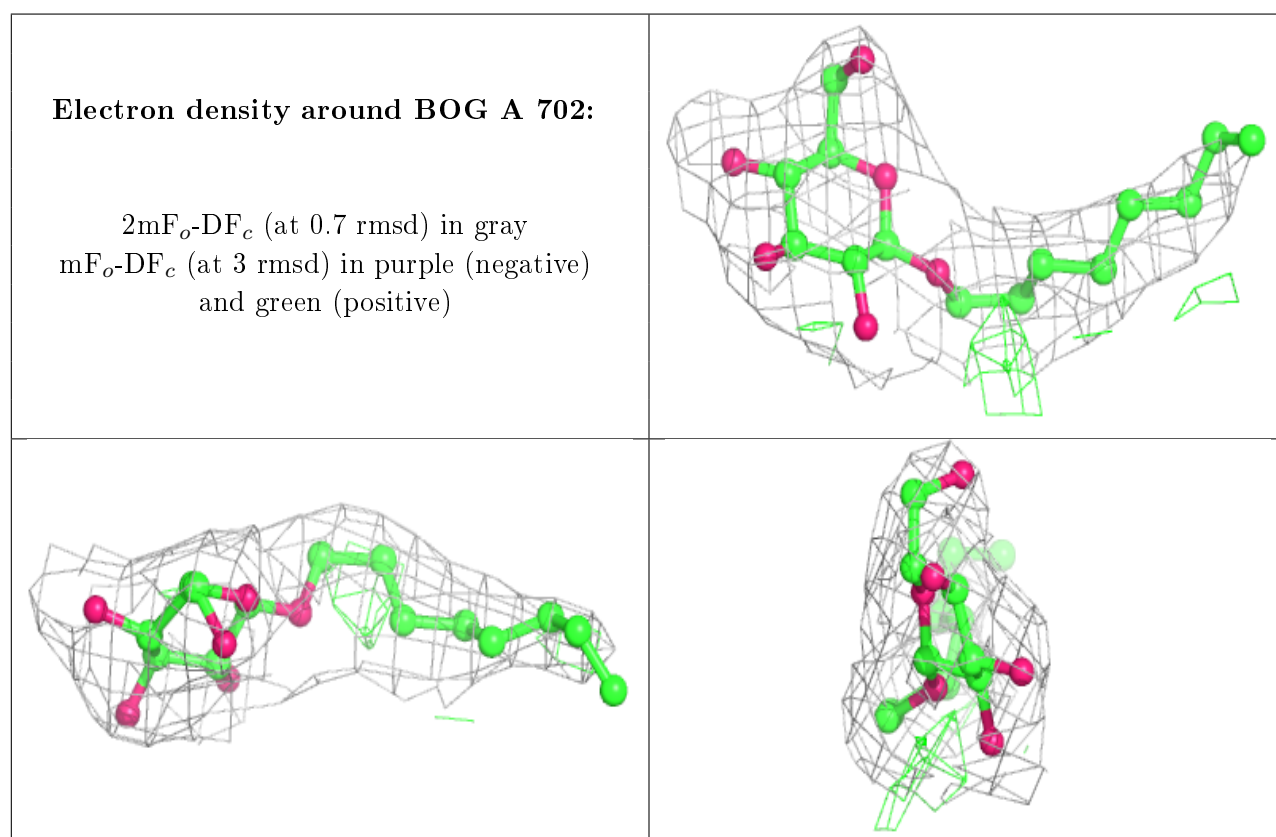 Electron density around BOG A 702:
2mFₒ-DF𝒸 (at 0.7 rmsd) in gray
mFₒ-DF𝒸 (at 3 rmsd) in purple (negative)
and green (positive)